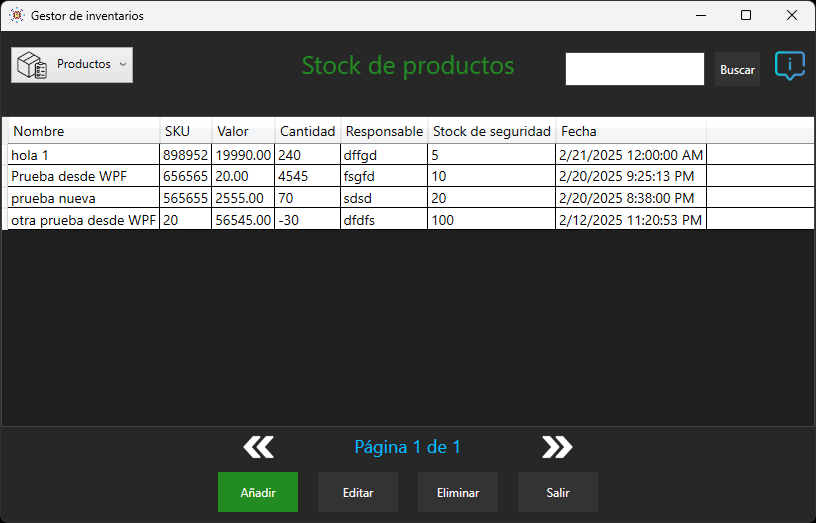 Gestor de inventarios
Productos
Stock de productos
Buscar
Nombre SKU Valor Cantidad Responsable Stock de seguridad Fecha
hola 1 898952 19990.00 240 dffgd 5 2/21/2025 12:00:00 AM
Prueba desde WPF 656565 20.00 4545 fsgfd 10 2/20/2025 9:25:13 PM
prueba nueva 565655 2555.00 70 sdsd 20 2/20/2025 8:38:00 PM
otra prueba desde WPF 20 56545.00 -30 dfdfs 100 2/12/2025 11:20:53 PM
Página 1 de 1
Añadir Editar Eliminar Salir